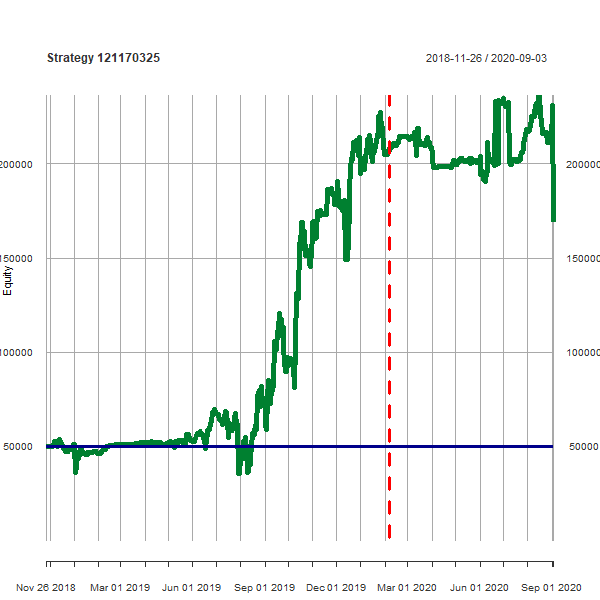 Strategy 121170325
2018-11-26 / 2020-09-03
200000
200000
150000
150000
Equity
100000
100000
50000
50000
Nov 26 2018
Mar 01 2019
Jun 01 2019
Sep 01 2019
Dec 01 2019
Mar 01 2020
Jun 01 2020
Sep 01 2020